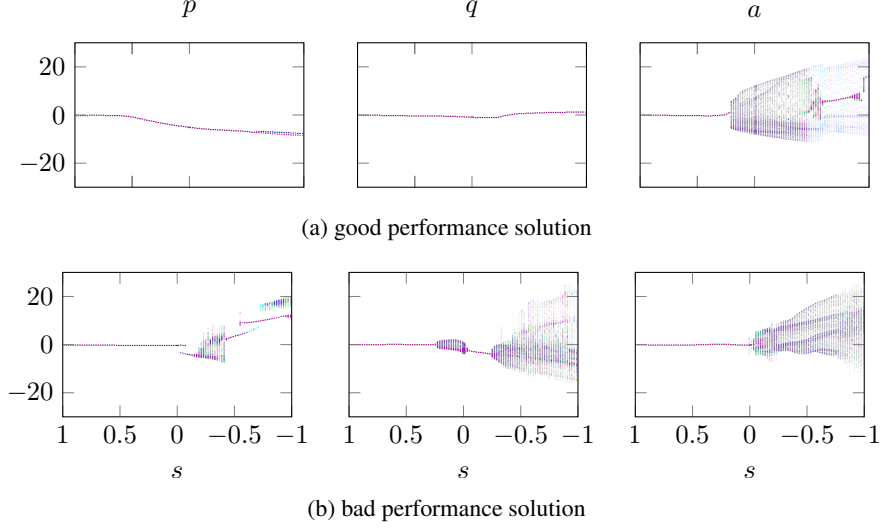 p q a
20
0
−20
(a) good performance solution
20
0
−20
1 0.5 0 −0.5 −1 1 0.5 0 −0.5 −1 1 0.5 0 −0.5 −1
s s s
(b) bad performance solution